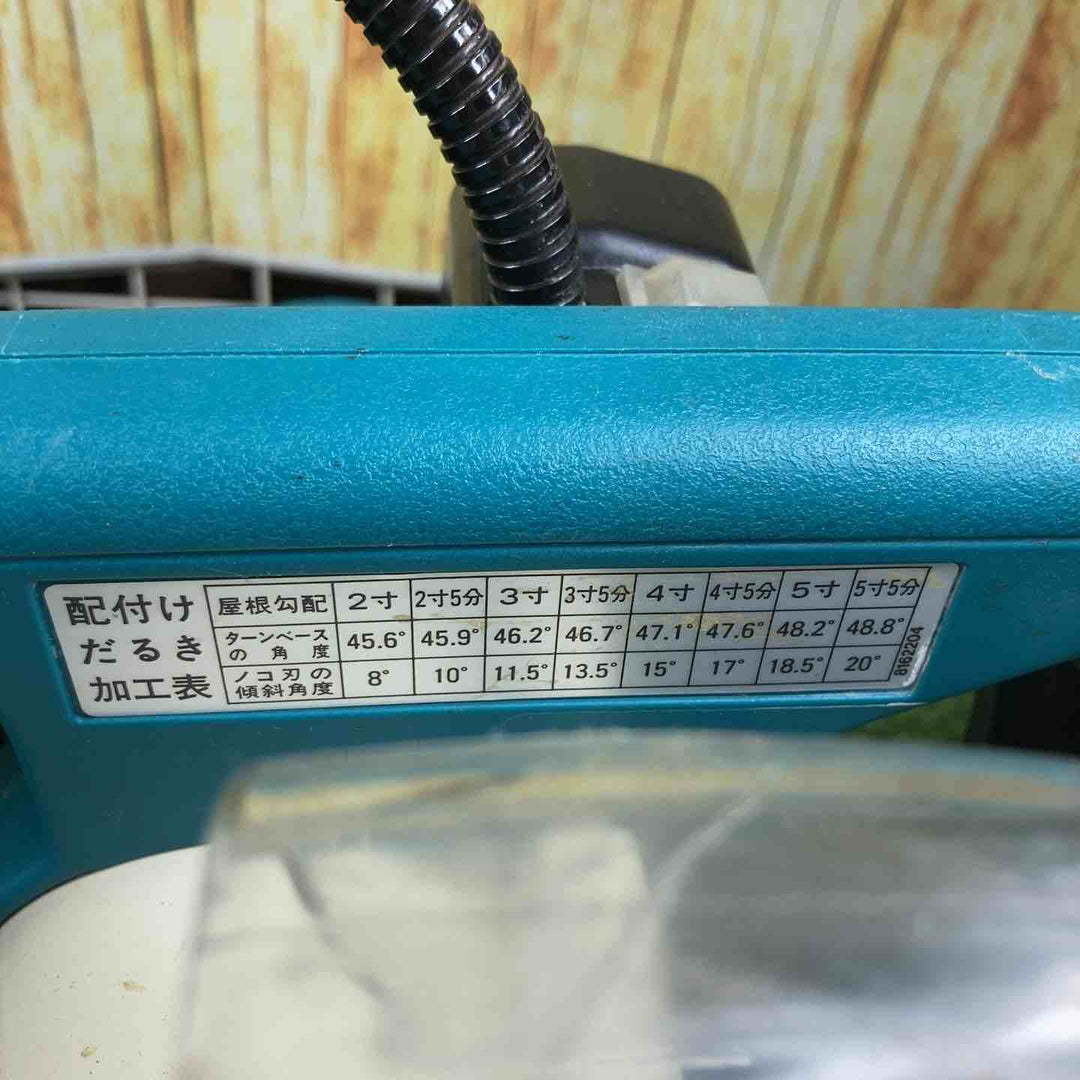 配付け
だるき
加工表
屋根勾配 2寸 2寸5分 3寸 3寸5分 4寸 4寸5分 5寸 5寸5分
ターンベースの角度 45.6° 45.9° 46.2° 46.7° 47.1° 47.6° 48.2° 48.8°
ノコ刃の傾斜角度 8° 10° 11.5° 13.5° 15° 17° 18.5° 20°
8162204